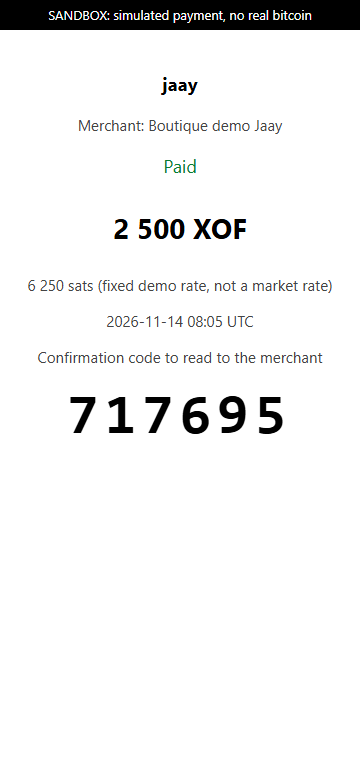 SANDBOX: simulated payment, no real bitcoin
jaay
Merchant: Boutique demo Jaay
Paid
2 500 XOF
6 250 sats (fixed demo rate, not a market rate)
2026-11-14 08:05 UTC
Confirmation code to read to the merchant
717695